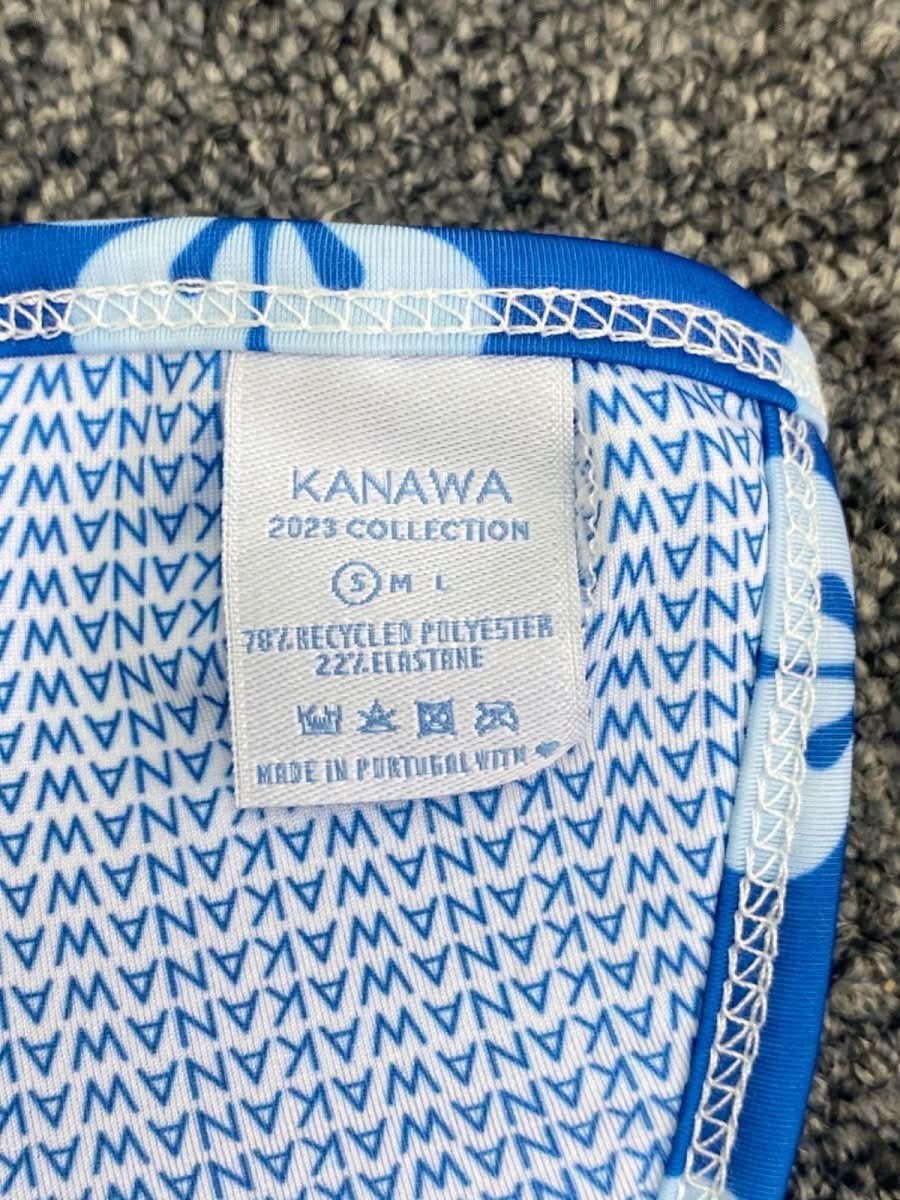 KANAWA
2023 COLLECTION
S M L
78% RECYCLED POLYESTER
22% ELASTANE
MADE IN PORTUGAL WITH ❤